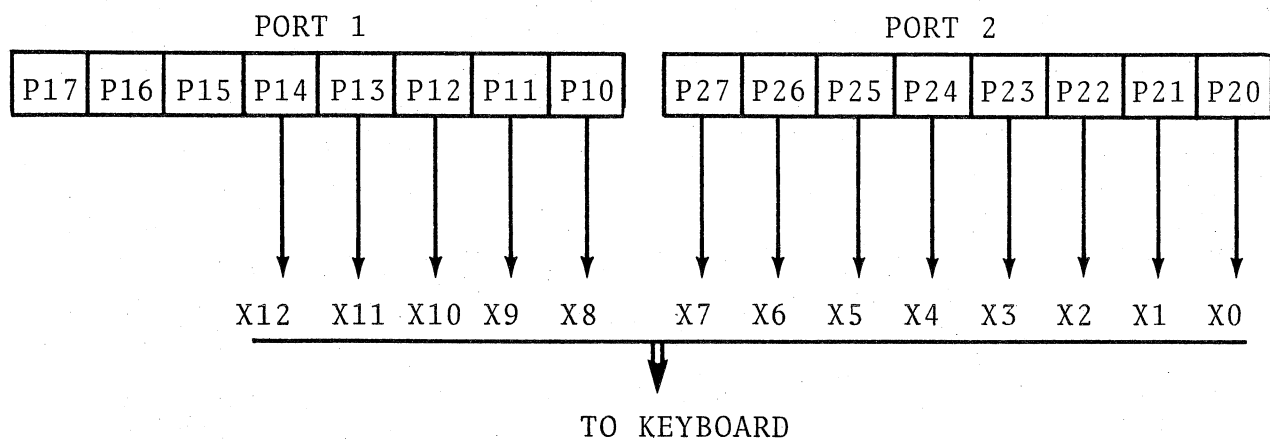 PORT 1 PORT 2
P17 P16 P15 P14 P13 P12 P11 P10 P27 P26 P25 P24 P23 P22 P21 P20
X12 X11 X10 X9 X8 X7 X6 X5 X4 X3 X2 X1 X0
TO KEYBOARD